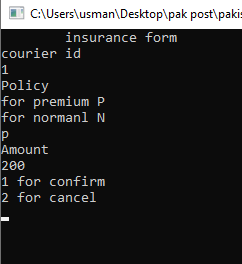 C:\Users\usman\Desktop\pak post\pakis
insurance form
courier id
1
Policy
for premium P
for normanl N
p
Amount
200
1 for confirm
2 for cancel